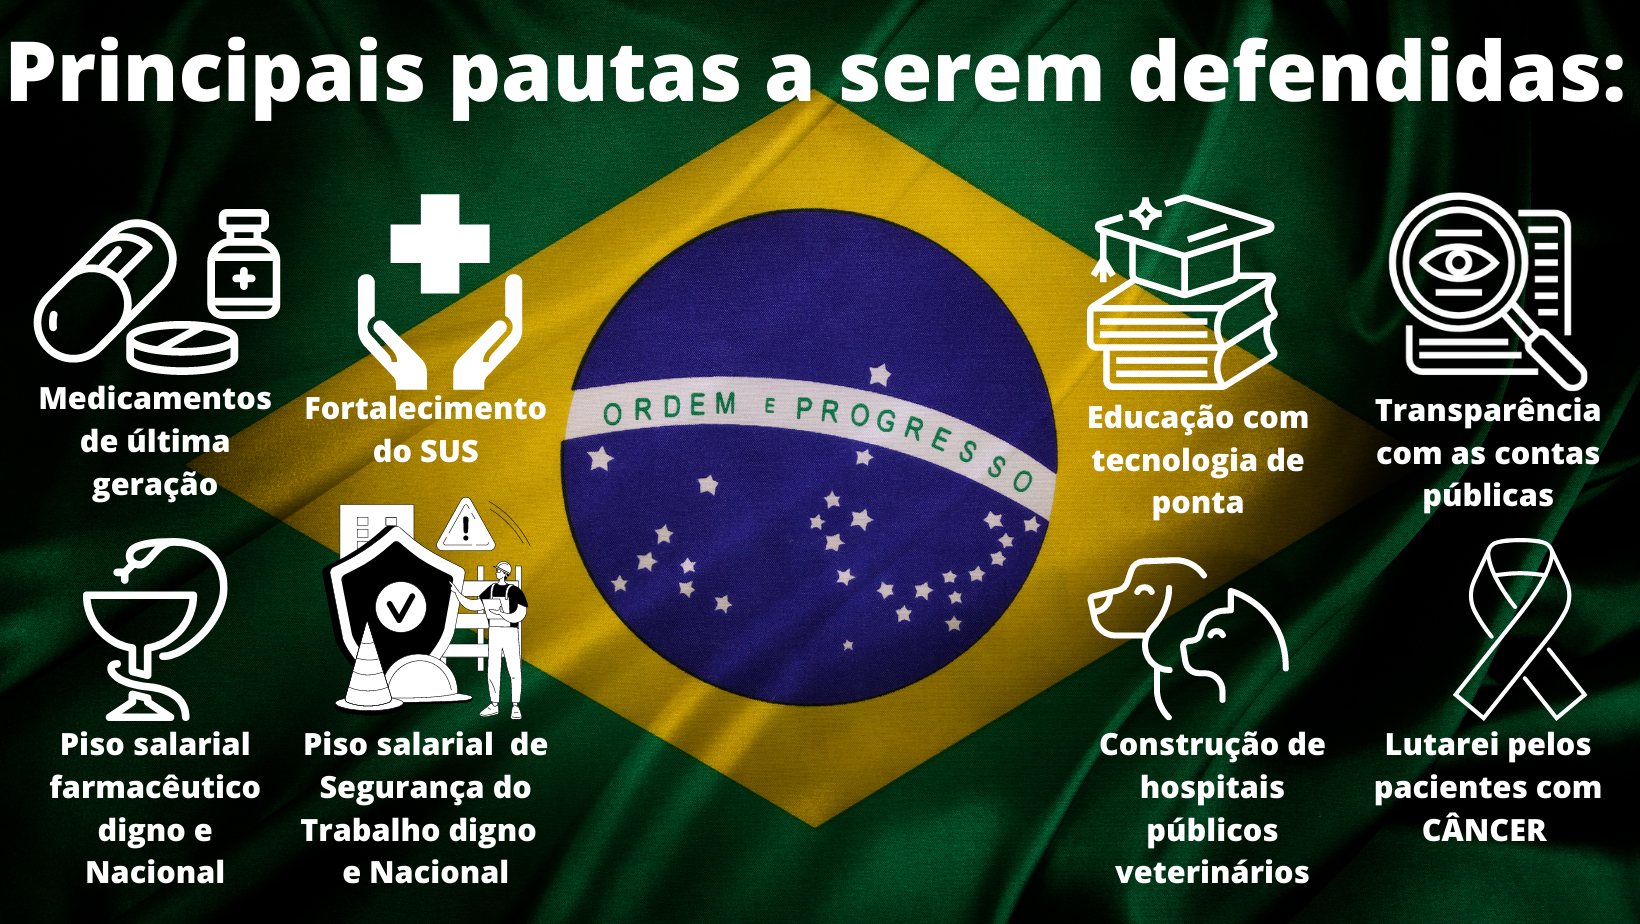 Principais pautas a serem defendidas:
Medicamentos
de última
geração
Fortalecimento
do SUS
ORDEM E PROGRESSO
Educação com
tecnologia de
ponta
Transparência
com as contas
públicas
Piso salarial
farmacêutico
digno e
Nacional
Piso salarial de
Segurança do
Trabalho digno
e Nacional
Construção de
hospitais
públicos
veterinários
Lutarei pelos
pacientes com
CÂNCER